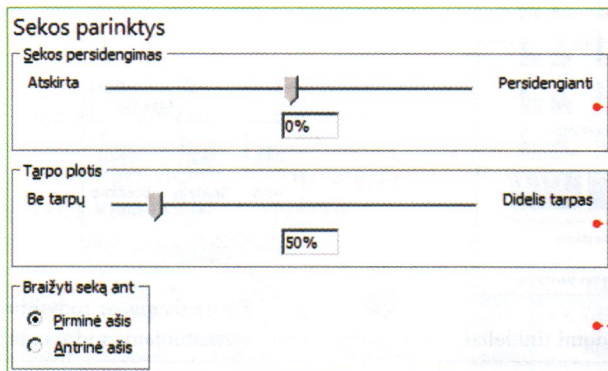 Sekos parinktys
Sekos persidengimas
Atskirta Persidengianti
0%
Tarpo plotis
Be tarpų Didelis tarpas
50%
Braižyti seką ant
Pirminė ašis
Antrinė ašis